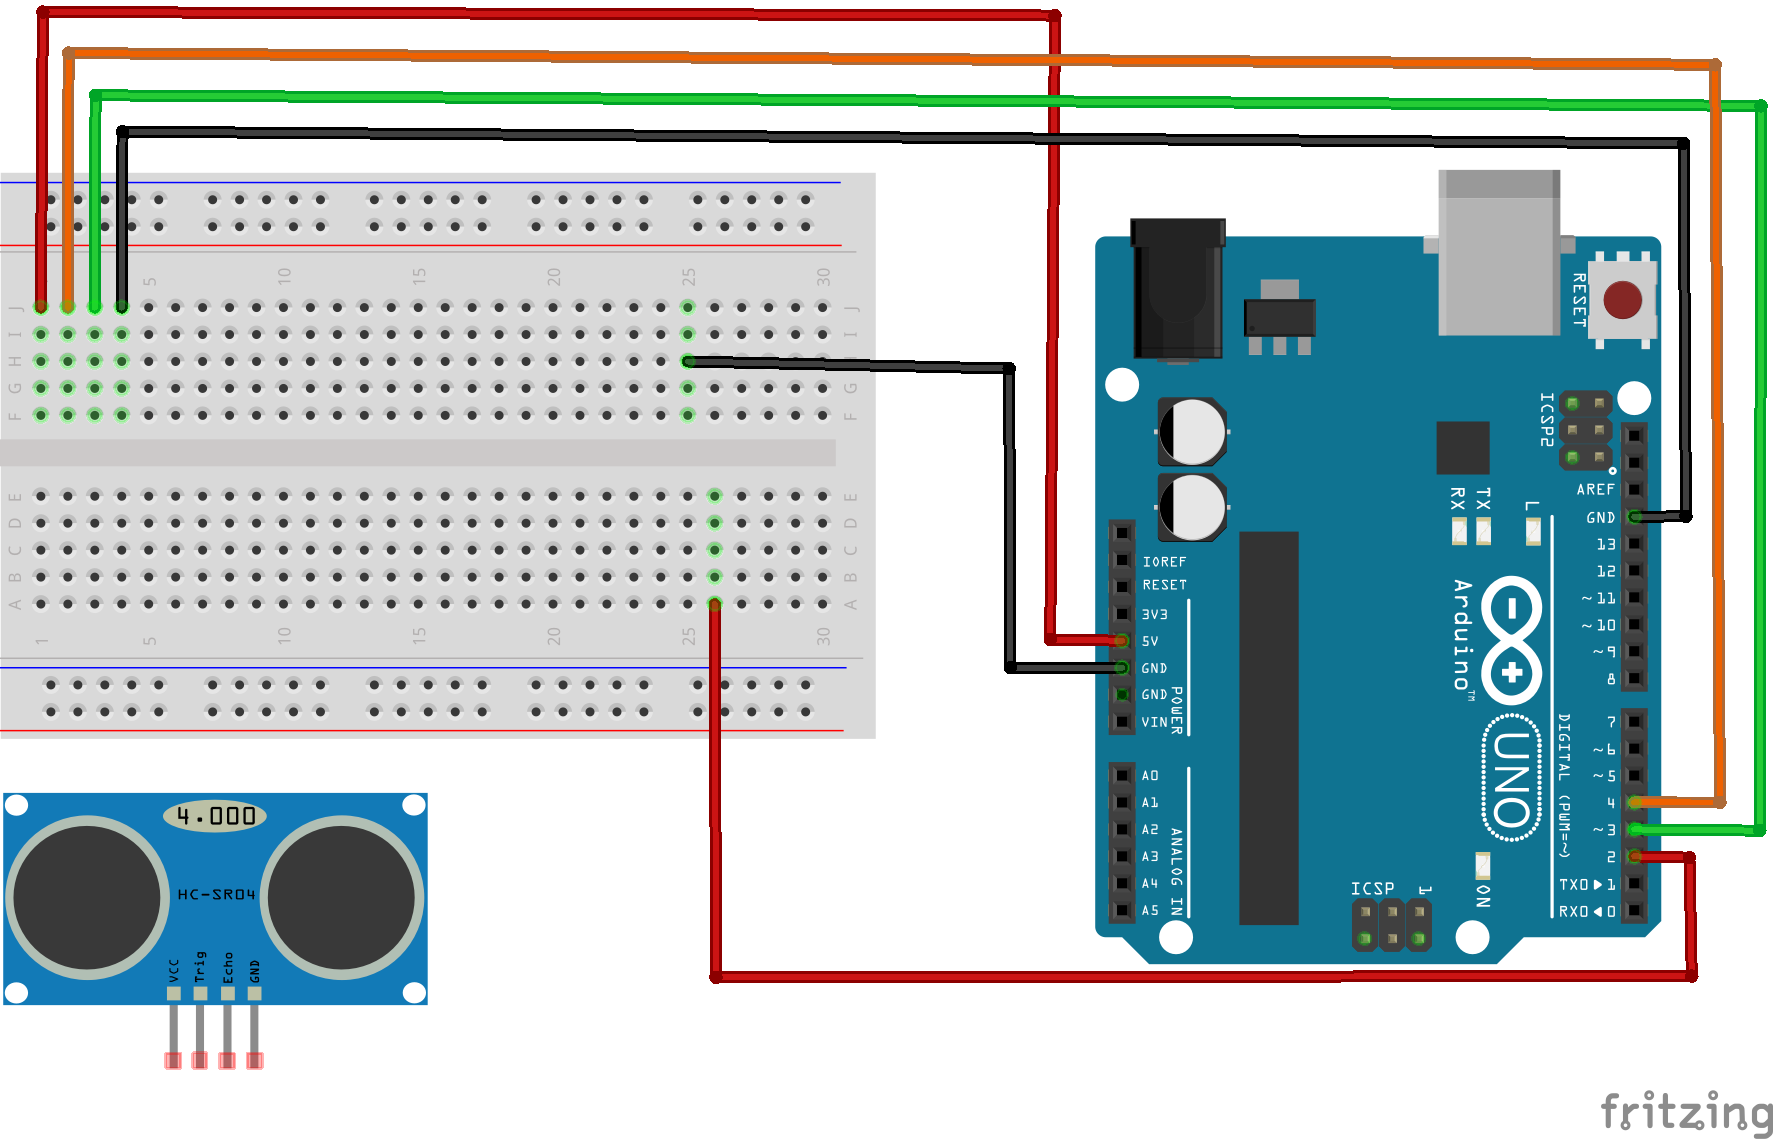 5 10 15 20 25 30
J J
I I
H
G G
F F
E E
D D
C C
B B
A A
1 5 10 15 20 25 30
4.000
HC-SR04
VCC
Trig
Echo
GND
RESET
ICSP2
AREF
GND
13
12
~11
~10
~9
8
7
~6
~5
4
~3
2
TX0▶1
RX0◀0
DIGITAL (PWM=~)
RX
TX
L
IOREF
RESET
3V3
5V
GND
GND
VIN
POWER
A0
A1
A2
A3
A4
A5
ANALOG IN
Arduino™
UNO
ICSP
1
ON
fritzing